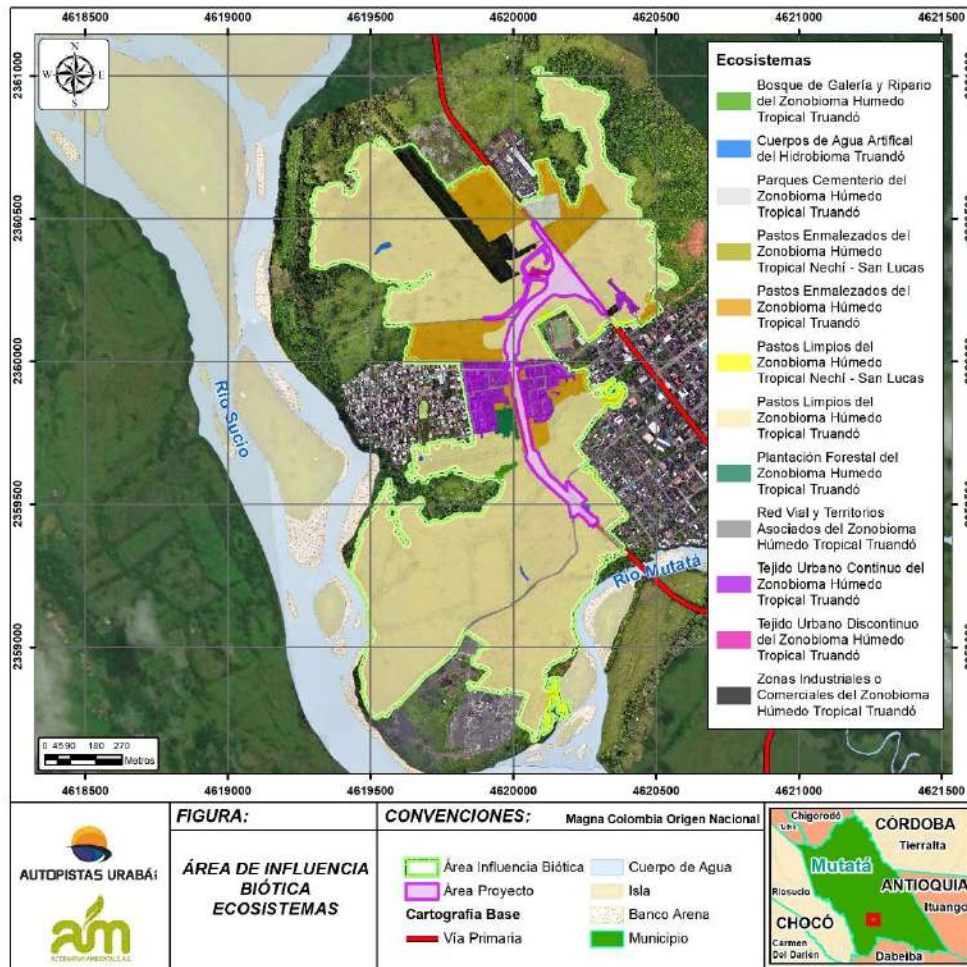 4618500 4619000 4619500 4620000 4620500 4621000 4621500
2361000
2360500
2360000
2359500
2359000
N
W E
S
Río Sucio
Río Mutatá
0 4590 180 270
Metros
Ecosistemas
Bosque de Galería y Ripario
del Zonobioma Humedo
Tropical Truandó
Cuerpos de Agua Artifical
del Hidrobioma Truandó
Parques Cementerio del
Zonobioma Húmedo
Tropical Truandó
Pastos Enmalezados del
Zonobioma Húmedo
Tropical Nechí - San Lucas
Pastos Enmalezados del
Zonobioma Húmedo
Tropical Truandó
Pastos Limpios del
Zonobioma Húmedo
Tropical Nechí - San Lucas
Pastos Limpios del
Zonobioma Húmedo
Tropical Truandó
Plantación Forestal del
Zonobioma Humedo
Tropical Truandó
Red Vial y Territorios
Asociados del Zonobioma
Húmedo Tropical Truandó
Tejido Urbano Continuo del
Zonobioma Húmedo
Tropical Truandó
Tejido Urbano Discontinuo
del Zonobioma Húmedo
Tropical Truandó
Zonas Industriales o
Comerciales del Zonobioma
Húmedo Tropical Truandó
4618500 4619000 4619500 4620000 4620500 4621000 4621500
AUTOPISTAS URABÁ
am
FIGURA:
ÁREA DE INFLUENCIA
BIÓTICA
ECOSISTEMAS
CONVENCIONES: Magna Colombia Origen Nacional
Área Influencia Biótica
Área Proyecto
Cartografia Base
Vía Primaria
Cuerpo de Agua
Isla
Banco Arena
Municipio
Chigorodó
CÓRDOBA
Tierralta
Mutatá
ANTIOQUIA
Ituango
Riosucio
CHOCÓ
Carmen
Del Darién
Dabeiba